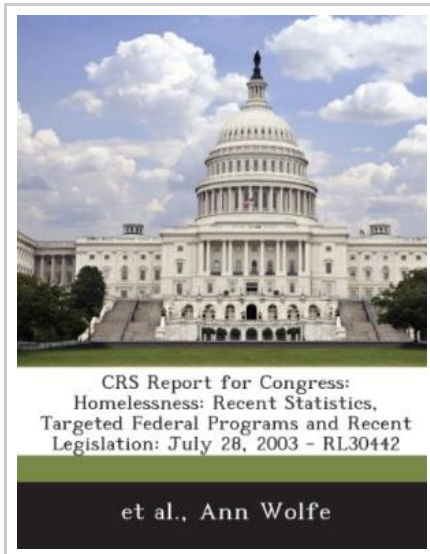 CRS Report for Congress:
Homelessness: Recent Statistics,
Targeted Federal Programs and Recent
Legislation: July 28, 2003 - RL30442
et al., Ann Wolfe